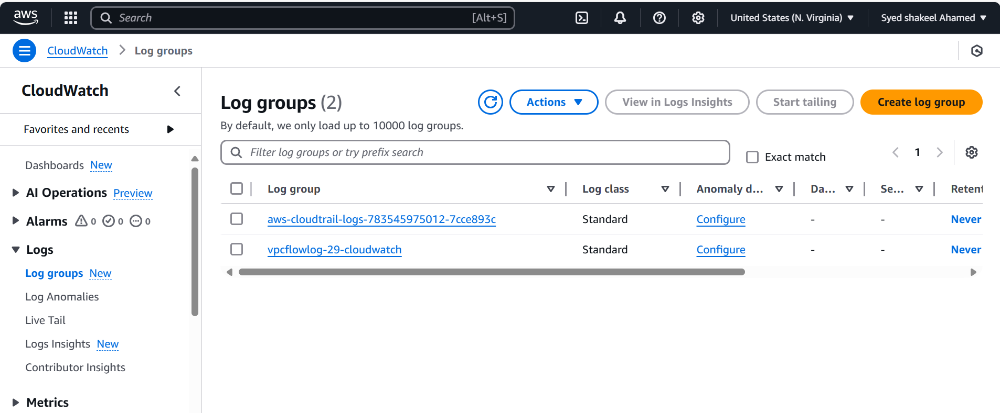 aws
Search [Alt+S] United States (N. Virginia) Syed shakeel Ahamed
CloudWatch Log groups
CloudWatch
Favorites and recents
Dashboards New
AI Operations Preview
Alarms 0 0 0
Logs
Log groups New
Log Anomalies
Live Tail
Logs Insights New
Contributor Insights
Metrics
Log groups (2) Actions View in Logs Insights Start tailing Create log group
By default, we only load up to 10000 log groups.
Filter log groups or try prefix search Exact match 1
Log group Log class Anomaly d... Da... Se... Retent
aws-cloudtrail-logs-783545975012-7cce893c Standard Configure - - Never
vpcflowlog-29-cloudwatch Standard Configure - - Never